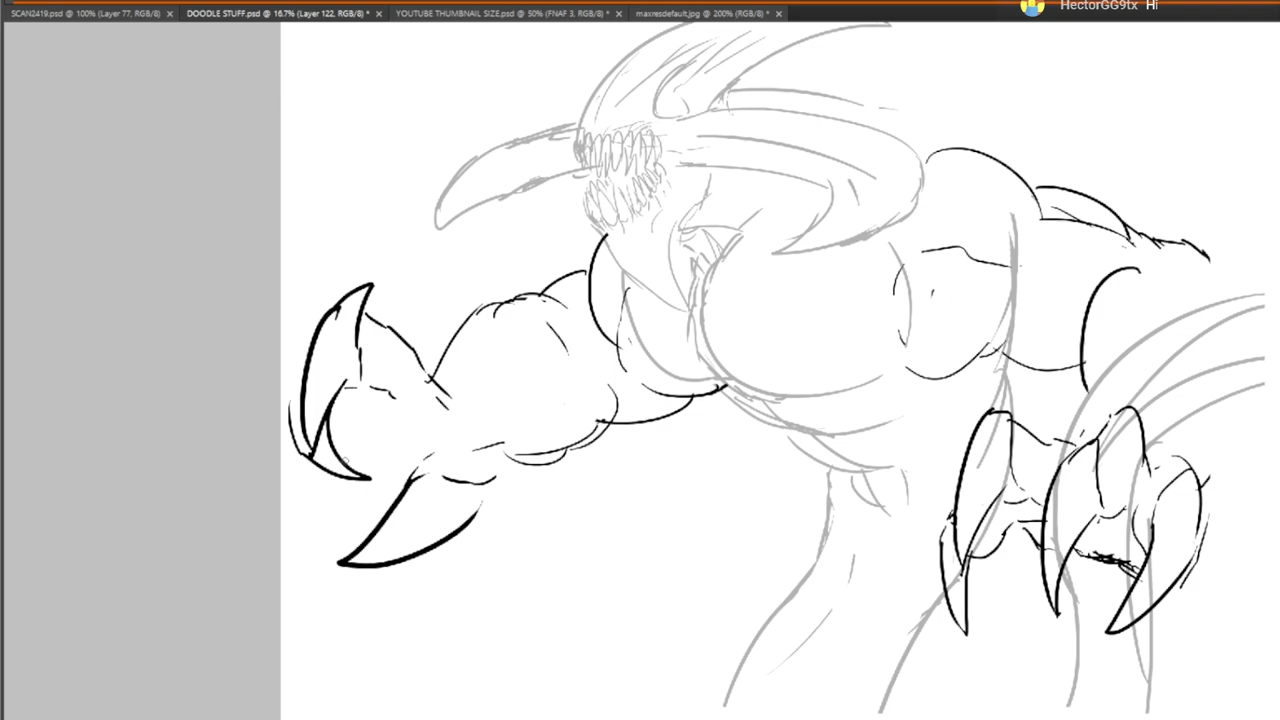 HectorGG9tx Hi
SCAN2419.psd @ 100% (Layer 77, RGB/8) * DOODLE STUFF.psd @ 16.7% (Layer 122, RGB/8) * YOUTUBE THUMBNAIL SIZE.psd @ 50% (FNAF 3, RGB/8) * maxresdefault.jpg @ 200% (RGB/8) *